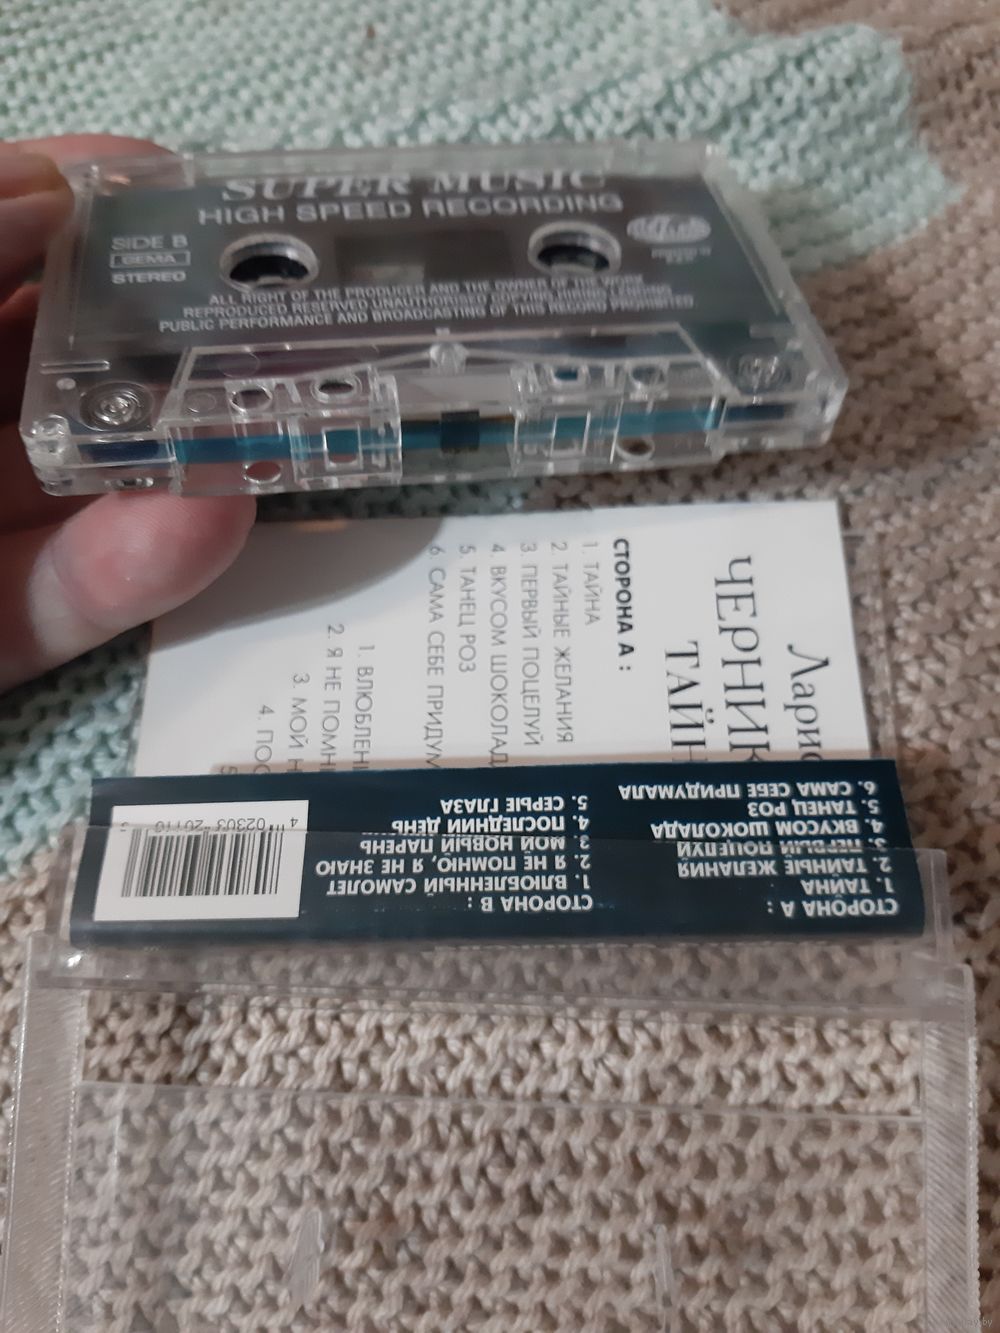 SUPER MUSIC
HIGH SPEED RECORDING
SIDE B
GEMA
STEREO
ALL RIGHT OF THE PRODUCER AND THE OWNER OF THE WORK
REPRODUCED RESERVED UNAUTHORISED COPYING HIRING LENDING
PUBLIC PERFORMANCE AND BROADCASTING OF THIS RECORD PROHIBITED
Ларис
ЧЕРНИК
ТАЙН
СТОРОНА А :
1. ТАЙНА
2. ТАЙНЫЕ ЖЕЛАНИЯ
3. ПЕРВЫЙ ПОЦЕЛУЙ
4. ВКУСОМ ШОКОЛАД
5. ТАНЕЦ РОЗ
6. САМА СЕБЕ ПРИДУМ
1. ВЛЮБЛЕН
2. Я НЕ ПОМН
3. МОЙ Н
4. ПОС
5
СТОРОНА А :
1. ТАЙНА
2. ТАЙНЫЕ ЖЕЛАНИЯ
3. ПЕРВЫЙ ПОЦЕЛУЙ
4. ВКУСОМ ШОКОЛАДА
5. ТАНЕЦ РОЗ
6. САМА СЕБЕ ПРИДУМАЛА
СТОРОНА В :
1. ВЛЮБЛЕННЫЙ САМОЛЕТ
2. Я НЕ ПОМНЮ, Я НЕ ЗНАЮ
3. МОЙ НОВЫЙ ПАРЕНЬ
4. ПОСЛЕДНИЙ ДЕНЬ
5. СЕРЫЕ ГЛАЗА